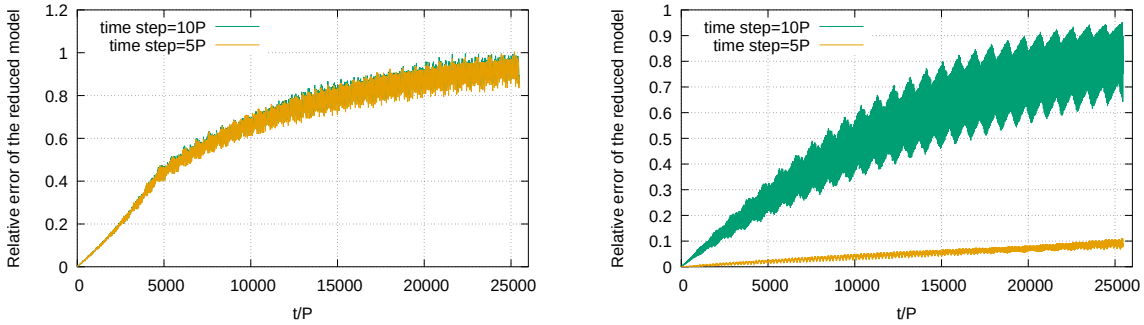 Relative error of the reduced model
1.2
1
0.8
0.6
0.4
0.2
0
0 5000 10000 15000 20000 25000
t/P
time step=10P
time step=5P
Relative error of the reduced model
1
0.9
0.8
0.7
0.6
0.5
0.4
0.3
0.2
0.1
0
0 5000 10000 15000 20000 25000
t/P
time step=10P
time step=5P